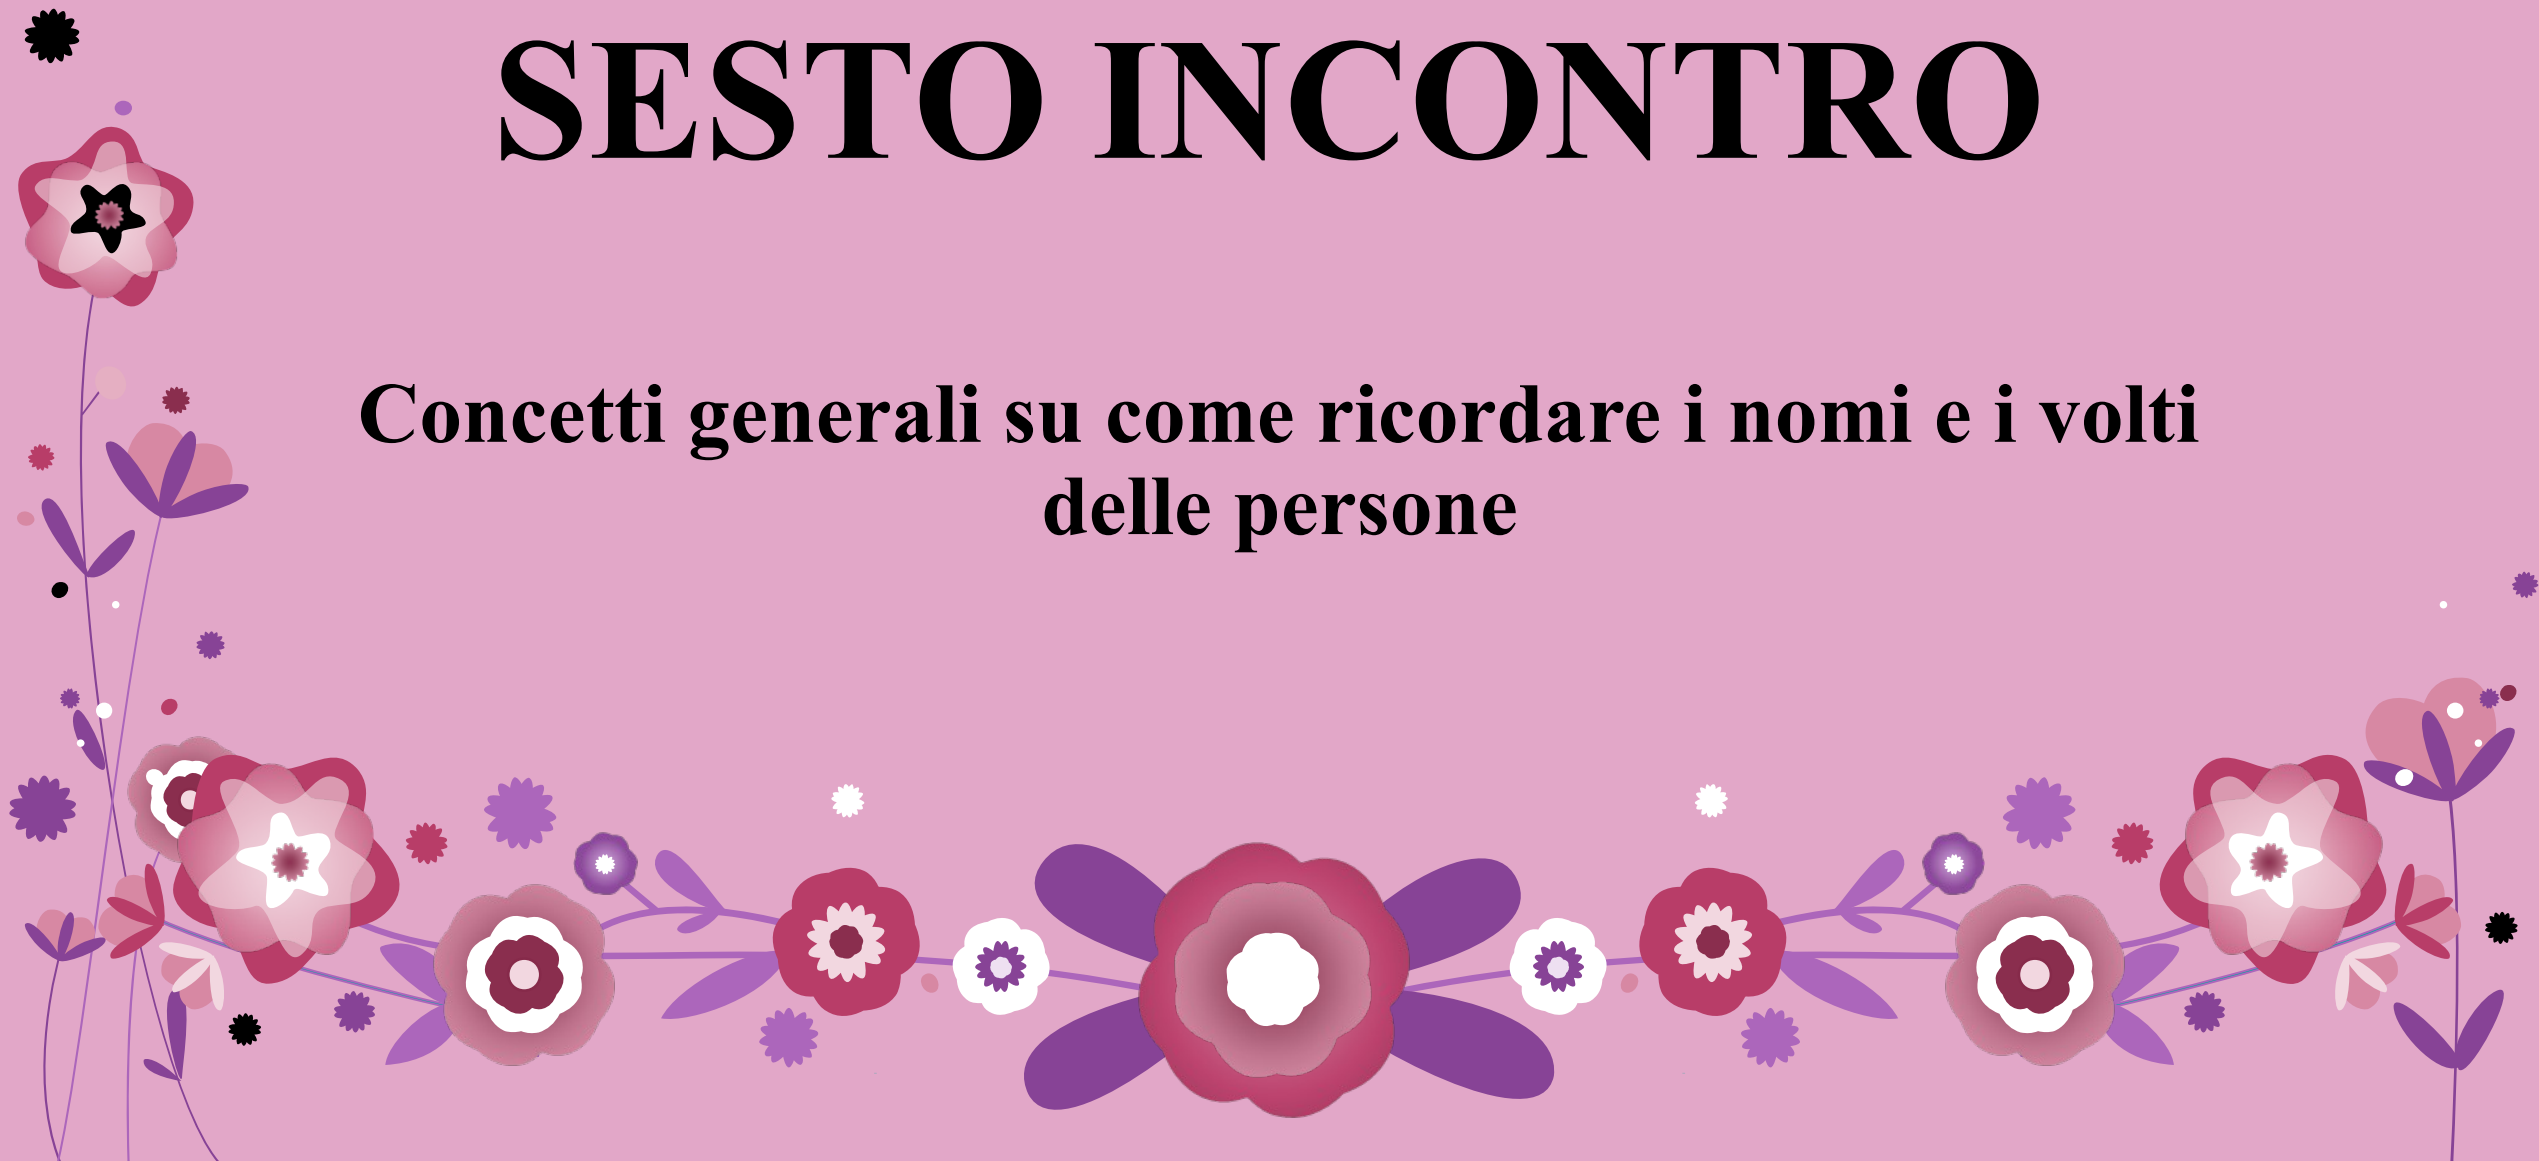 SESTO INCONTRO
Concetti generali su come ricordare i nomi e i volti
delle persone